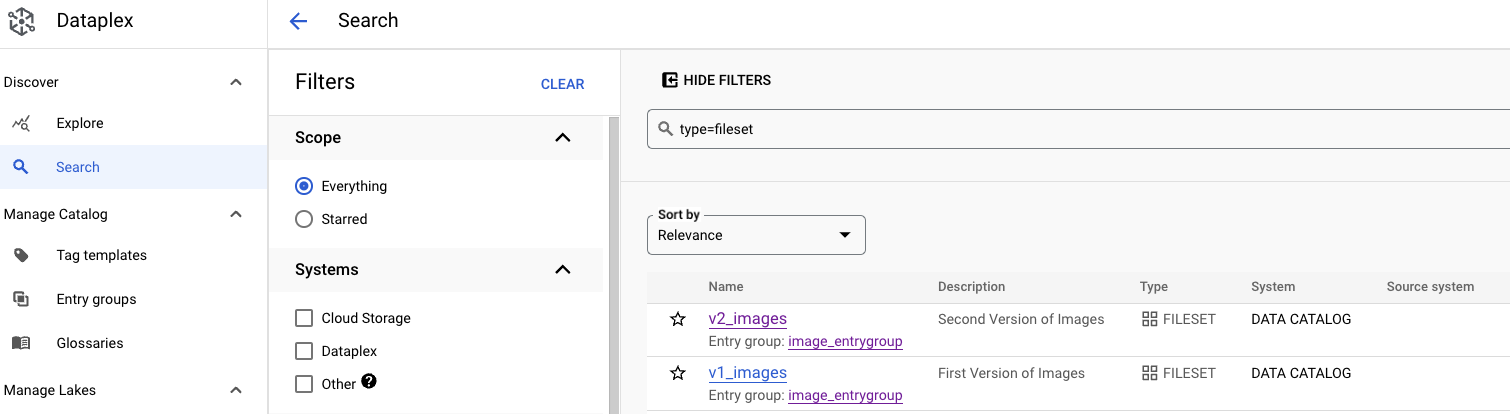 Dataplex
Discover
Explore
Search
Manage Catalog
Tag templates
Entry groups
Glossaries
Manage Lakes
Search
Filters
CLEAR
Scope
Everything
Starred
Systems
Cloud Storage
Dataplex
Other ?
HIDE FILTERS
type=fileset
Sort by
Relevance
Name Description Type System Source system
v2_images Second Version of Images FILESET DATA CATALOG
Entry group: image_entrygroup
v1_images First Version of Images FILESET DATA CATALOG
Entry group: image_entrygroup